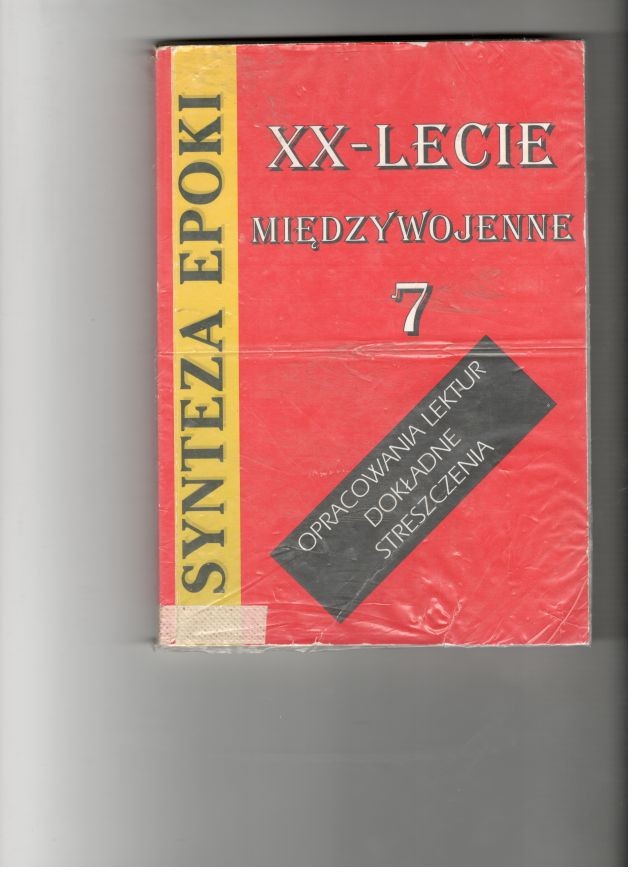 SYNTEZA EPOKI
XX-LECIE
MIĘDZYWOJENNE
7
OPRACOWANIA LEKTUR
DOKŁADNE
STRESZCZENIA